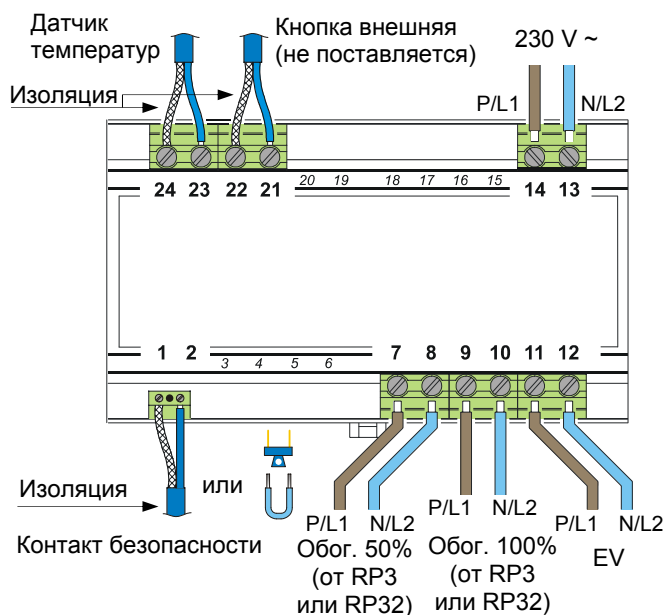 Датчик
температур
Кнопка внешняя
(не поставляется)
230 V ~
Изоляция
P/L1
N/L2
24 23 22 21 20 19 18 17 16 15 14 13
1 2 3 4 5 6 7 8 9 10 11 12
Изоляция
или
Контакт безопасности
P/L1 N/L2
Обог. 50%
(от RP3
или RP32)
P/L1 N/L2
Обог. 100%
(от RP3
или RP32)
P/L1 N/L2
EV